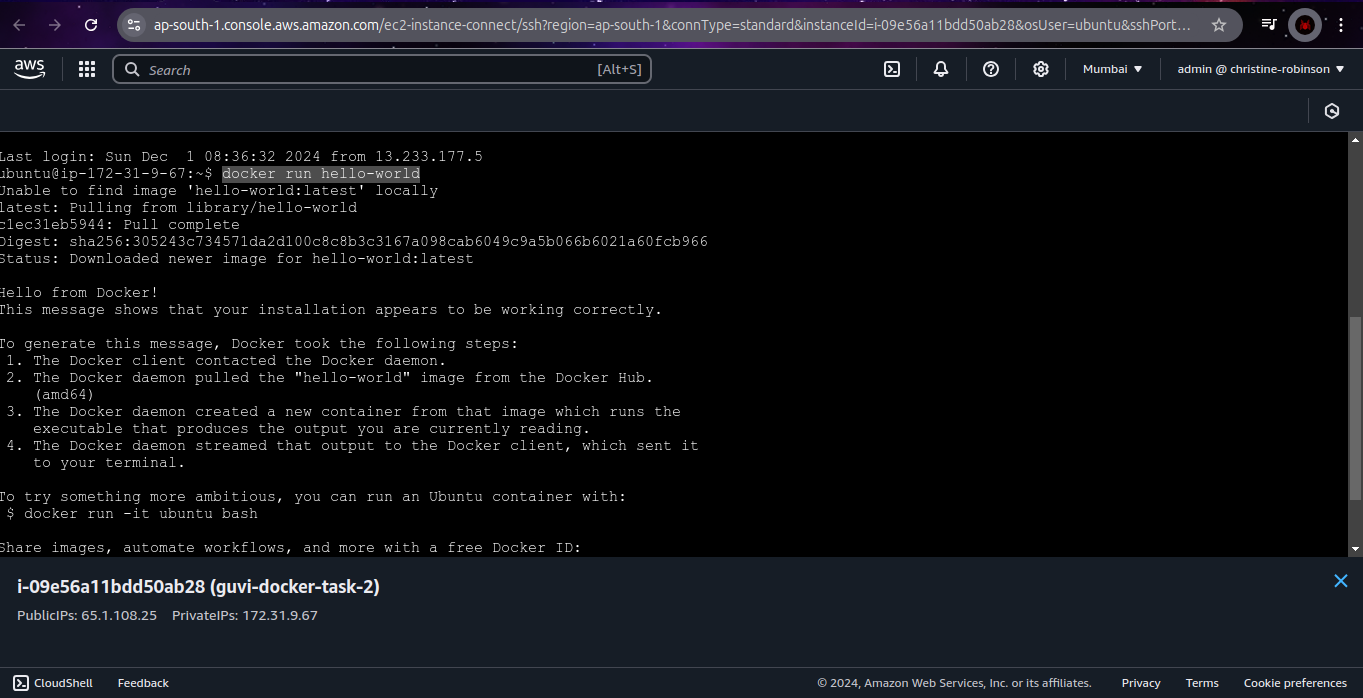 ap-south-1.console.aws.amazon.com/ec2-instance-connect/ssh?region=ap-south-1&connType=standard&instanceId=i-09e56a11bdd50ab28&osUser=ubuntu&sshPort...
aws
Search [Alt+S]
Mumbai
admin @ christine-robinson
Last login: Sun Dec  1 08:36:32 2024 from 13.233.177.5
ubuntu@ip-172-31-9-67:~$ docker run hello-world
Unable to find image 'hello-world:latest' locally
latest: Pulling from library/hello-world
c1ec31eb5944: Pull complete
Digest: sha256:305243c734571da2d100c8c8b3c3167a098cab6049c9a5b066b6021a60fcb966
Status: Downloaded newer image for hello-world:latest
Hello from Docker!
This message shows that your installation appears to be working correctly.
To generate this message, Docker took the following steps:
1. The Docker client contacted the Docker daemon.
2. The Docker daemon pulled the "hello-world" image from the Docker Hub.
(amd64)
3. The Docker daemon created a new container from that image which runs the
executable that produces the output you are currently reading.
4. The Docker daemon streamed that output to the Docker client, which sent it
to your terminal.
To try something more ambitious, you can run an Ubuntu container with:
$ docker run -it ubuntu bash
Share images, automate workflows, and more with a free Docker ID:
i-09e56a11bdd50ab28 (guvi-docker-task-2)
PublicIPs: 65.1.108.25 PrivateIPs: 172.31.9.67
CloudShell Feedback © 2024, Amazon Web Services, Inc. or its affiliates. Privacy Terms Cookie preferences